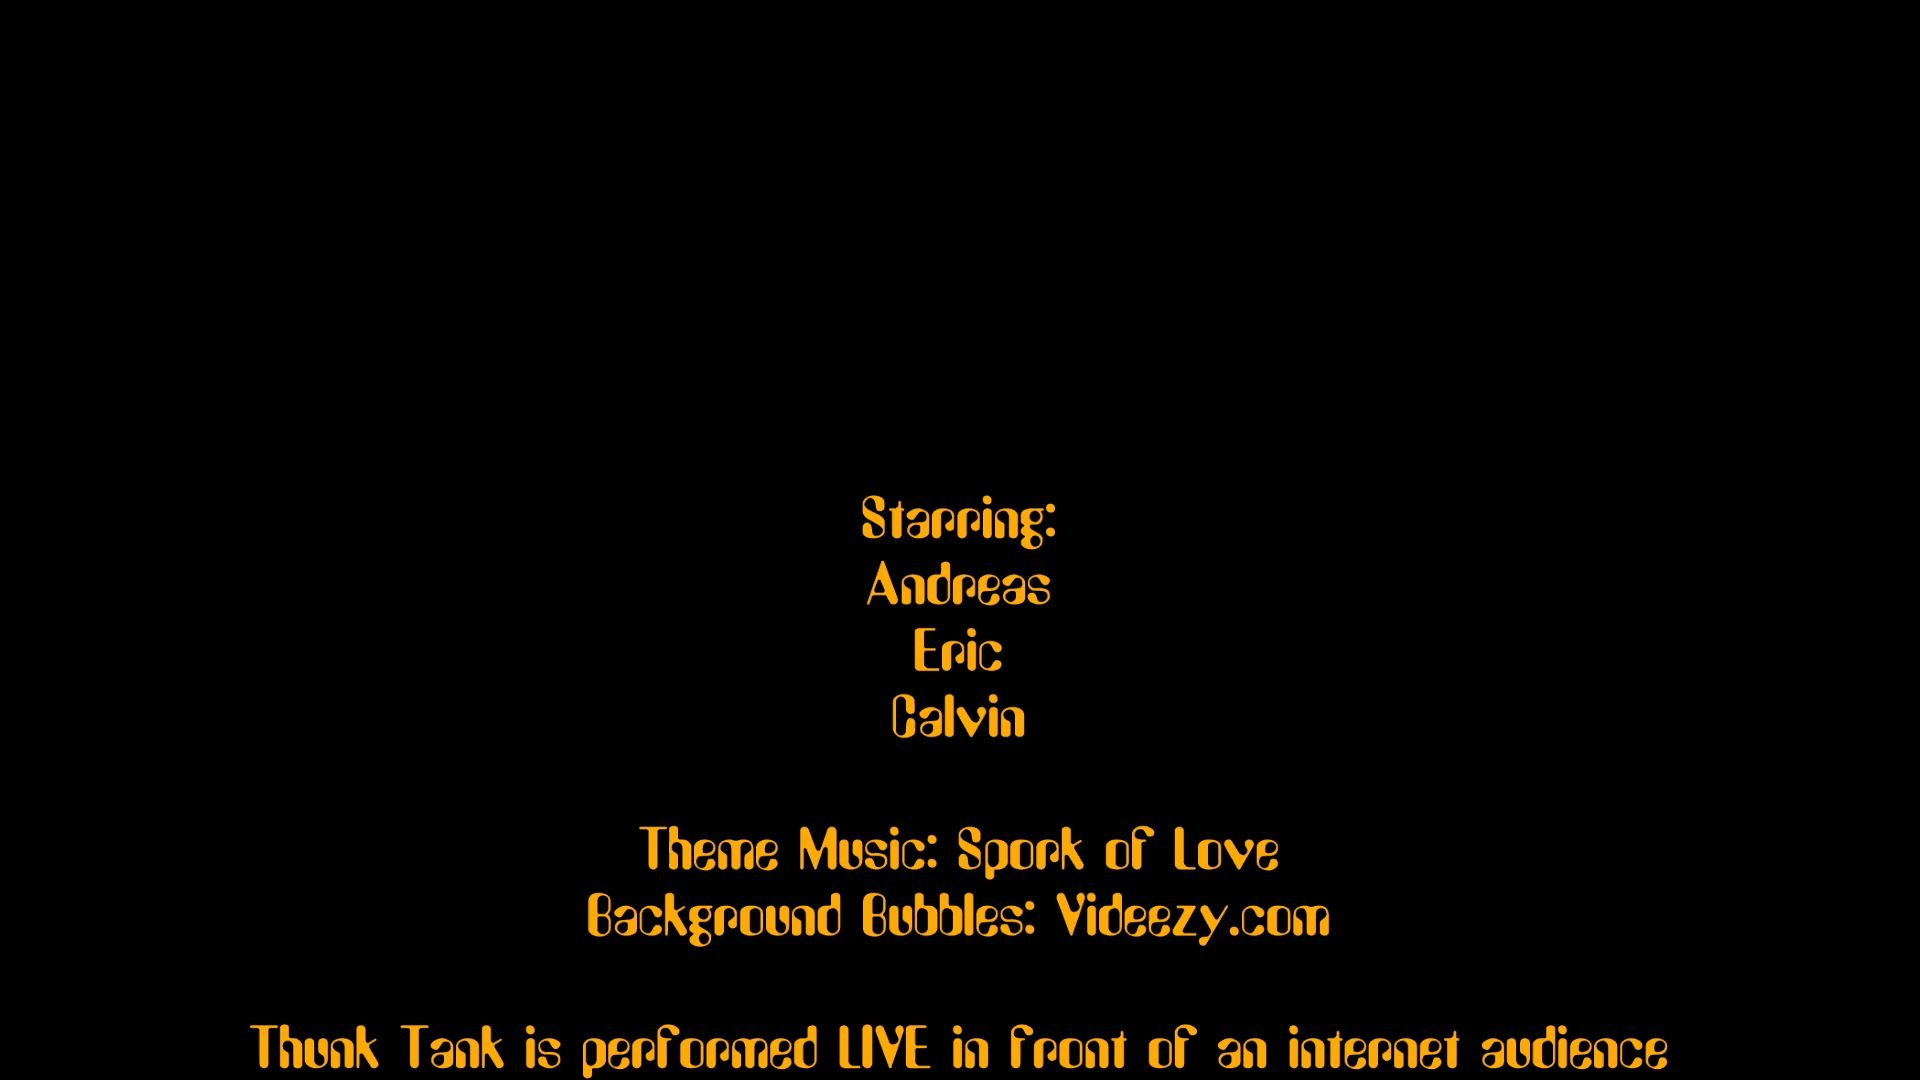 Starring:
Andreas
Eric
Calvin
Theme Music: Spork of Love
Background Bubbles: Videezy.com
Thunk Tank is performed LIVE in front of an internet audience